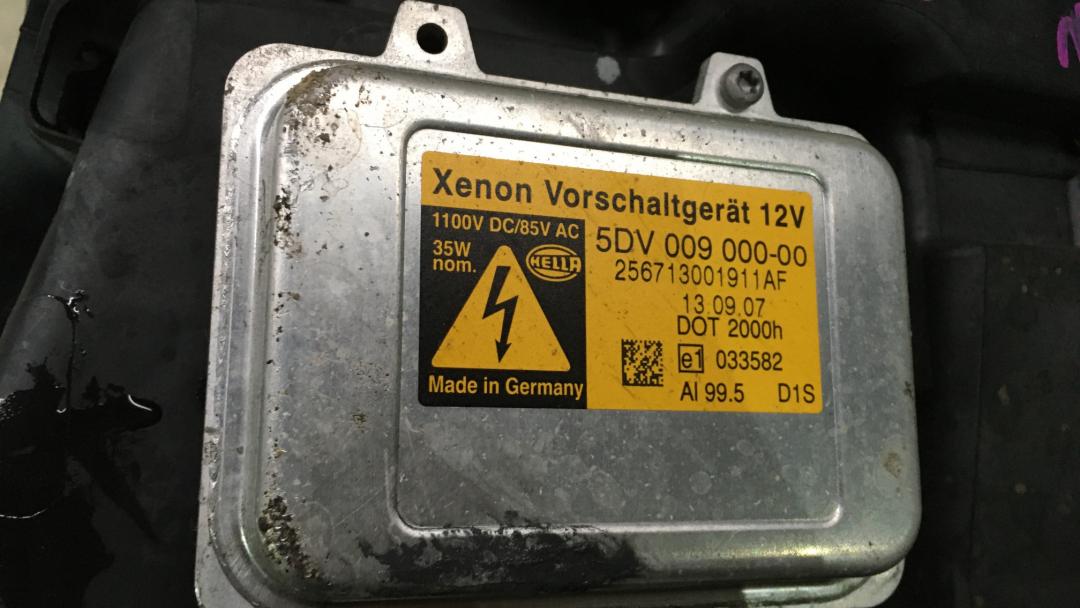 Xenon Vorschaltgerät 12V
1100V DC/85V AC
35W
nom.
HELLA
Made in Germany
5DV 009 000-00
256713001911AF
13.09.07
DOT 2000h
e1 033582
Al 99.5 D1S